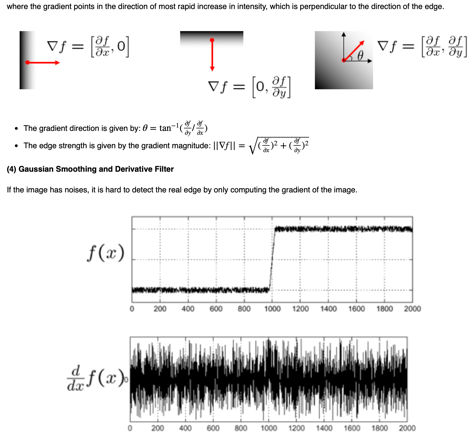 where the gradient points in the direction of most rapid increase in intensity, which is perpendicular to the direction of the edge.
∇f = [∂f/∂x, 0]
∇f = [0, ∂f/∂y]
θ
∇f = [∂f/∂x, ∂f/∂y]
• The gradient direction is given by: θ = tan⁻¹(∂f/∂y / ∂f/∂x)
• The edge strength is given by the gradient magnitude: ||∇f|| = √((∂f/∂x)² + (∂f/∂y)²)
(4) Gaussian Smoothing and Derivative Filter
If the image has noises, it is hard to detect the real edge by only computing the gradient of the image.
f(x)
0 200 400 600 800 1000 1200 1400 1600 1800 2000
d/dx f(x)
0 200 400 600 800 1000 1200 1400 1600 1800 2000